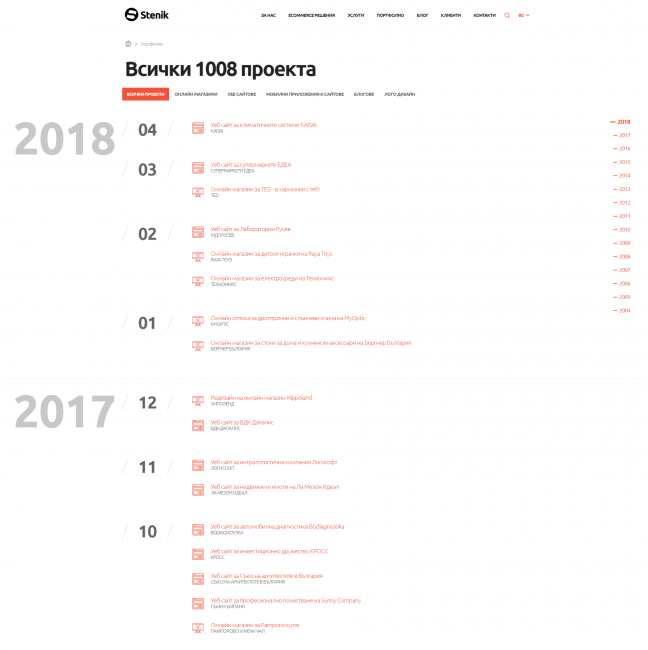 Stenik
ЗА НАС ECOMMERCE РЕШЕНИЯ УСЛУГИ ПОРТФОЛИО БЛОГ КЛИЕНТИ КОНТАКТИ BG
Портфолио
Всички 1008 проекта
ВСИЧКИ ПРОЕКТИ ОНЛАЙН МАГАЗИНИ УЕБ САЙТОВЕ МОБИЛНИ ПРИЛОЖЕНИЯ И САЙТОВЕ БЛОГОВЕ ЛОГО ДИЗАЙН
2018
04
Уеб сайт за климатичните системи KAISAI
KAISAI
03
Уеб сайт за супермаркети ЕДЕА
СУПЕРМАРКЕТИ ЕДЕА
Онлайн магазин за TED - в хармония с теб!
TED
02
Уеб сайт за Лаборатории Русев
МДЛ РУСЕВ
Онлайн магазин за детски играчки на Raya Toys
RAYA TOYS
Онлайн магазин за електроуреди на Техномикс
ТЕХНОМИКС
01
Онлайн оптика за диоптрични и слънчеви очила на MyOptic
MYOPTIC
Онлайн магазин за стоки за дома и кухненски аксесоари на Бергнер България
БЕРГНЕР БЪЛГАРИЯ
2018
2017
2016
2015
2014
2013
2012
2011
2010
2009
2008
2007
2006
2005
2004
2017
12
Редизайн на онлайн магазин Hippoland
ХИПОЛЕНД
Уеб сайт за ВДК Дапалис
ВДК ДАПАЛИС
11
Уеб сайт за интралогистична компания Логисофт
ЛОГИСОФТ
Уеб сайт за недвижими имоти на Ла Мезон Идеал
ЛА МЕЗОН ИДЕАЛ
10
Уеб сайт за автомобилна диагностика BGdiagnostika
BGDIAGNOSTIKA
Уеб сайт за инвестиционно дружество КРОСС
КРОСС
Уеб сайт за Съюз на архитектите в България
СЪЮЗ НА АРХИТЕКТИТЕ В БЪЛГАРИЯ
Уеб сайт за професионално почистване на Sunny Company
СЪНИ КЪМПАНИ
Онлайн магазин за Pamporovo.me
ПАМПОРОВО И МЕЧИ ЧАЛ